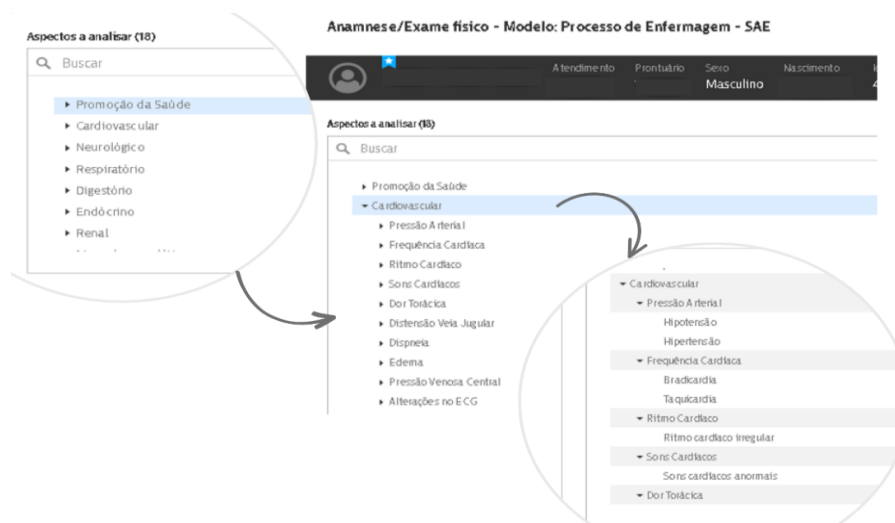 Anamnese/Exame físico - Modelo: Processo de Enfermagem - SAE
Aspectos a analisar (18)
Buscar
Promoção da Saúde
Cardiovascular
Neurológico
Respiratório
Digestório
Endócrino
Renal
Atendimento Prontuário Sexo Nascimento
Masculino
Aspectos a analisar (18)
Buscar
Promoção da Saúde
Cardiovascular
Pressão Arterial
Frequência Cardíaca
Ritmo Cardíaco
Sons Cardíacos
Dor Torácica
Distensão Veia Jugular
Dispneia
Edema
Pressão Venosa Central
Alterações no ECG
Cardiovascular
Pressão Arterial
Hipotensão
Hipertensão
Frequência Cardíaca
Bradicardia
Taquicardia
Ritmo Cardíaco
Ritmo cardíaco irregular
Sons Cardíacos
Sons cardíacos anormais
Dor Torácica